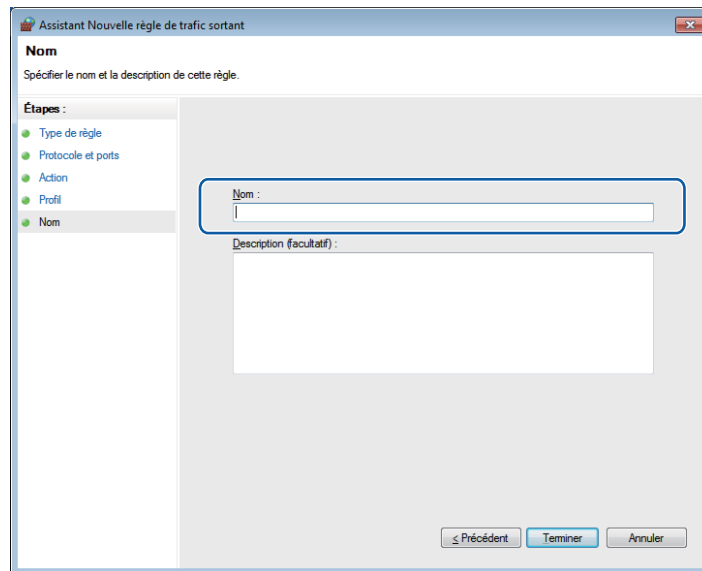 Assistant Nouvelle règle de trafic sortant
Nom
Spécifier le nom et la description de cette règle.
Étapes :
Type de règle
Protocole et ports
Action
Profil
Nom
Nom :
Description (facultatif) :
< Précédent
Terminer
Annuler